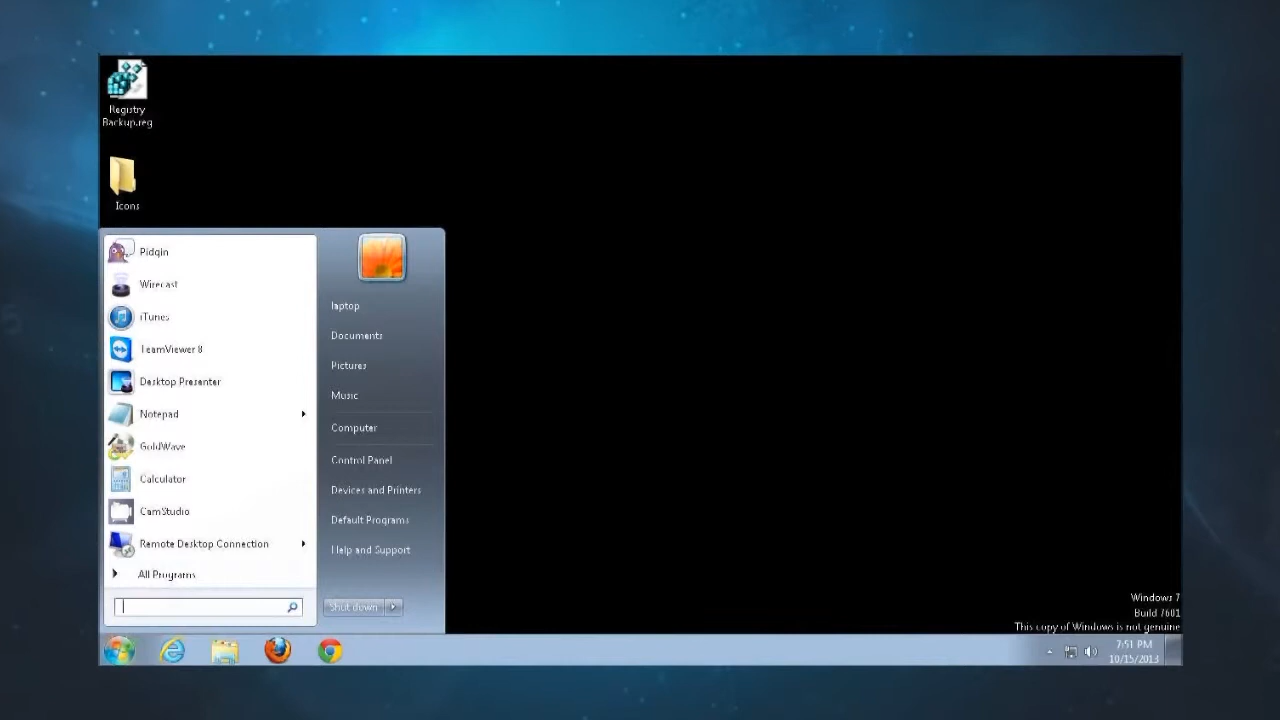 Registry
Backup.reg
Icons
Pidgin
Wirecast
iTunes
TeamViewer 8
Desktop Presenter
Notepad
GoldWave
Calculator
CamStudio
Remote Desktop Connection
All Programs
laptop
Documents
Pictures
Music
Computer
Control Panel
Devices and Printers
Default Programs
Help and Support
Shut down
Windows 7
Build 7601
This copy of Windows is not genuine
7:51 PM
10/15/2013